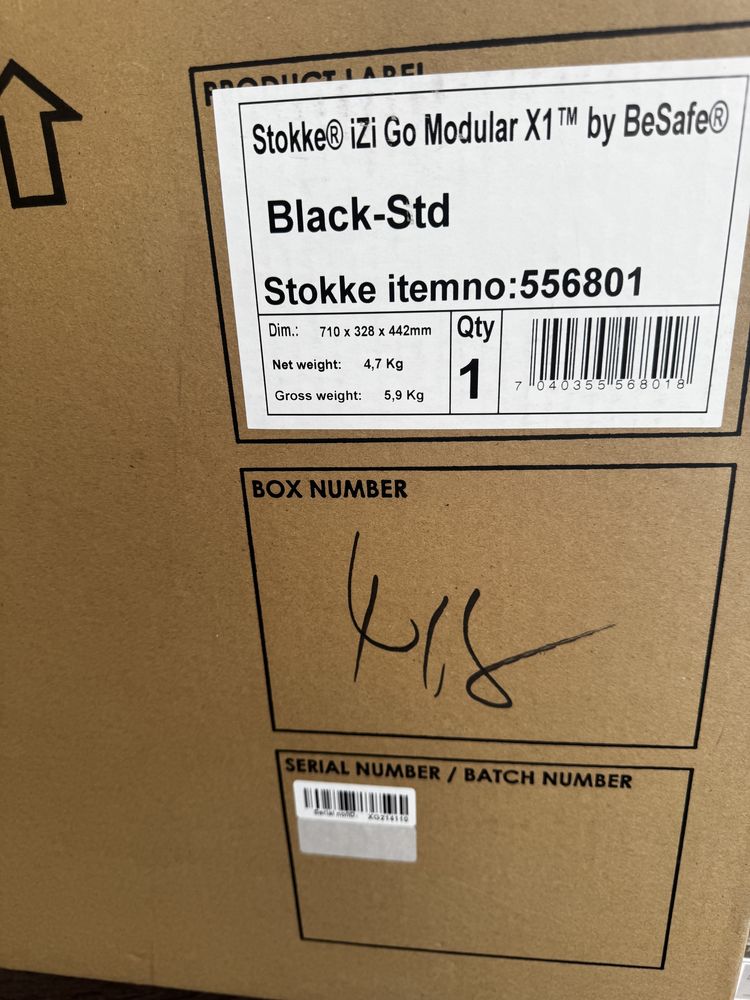 PRODUCT LABEL
Stokke® iZi Go Modular X1™ by BeSafe®
Black-Std
Stokke itemno:556801
Dim.: 710 x 328 x 442mm
Net weight: 4,7 Kg
Gross weight: 5,9 Kg
Qty
1
7 040355 568018
BOX NUMBER
SERIAL NUMBER / BATCH NUMBER